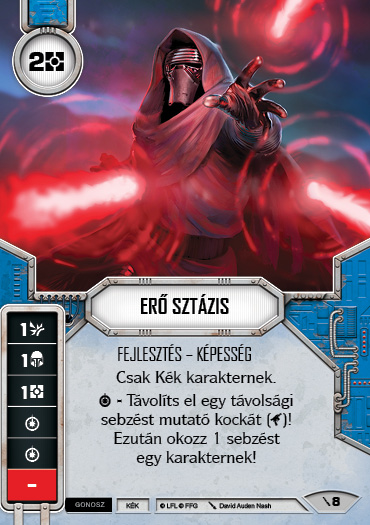 2
ERŐ SZTÁZIS
FEJLESZTÉS – KÉPESSÉG
Csak Kék karakternek.
- Távolíts el egy távolsági
sebzést mutató kockát ( )!
Ezután okozz 1 sebzést
egy karakternek!
1
1
1
–
GONOSZ
KÉK
© LFL © FFG
David Auden Nash
8